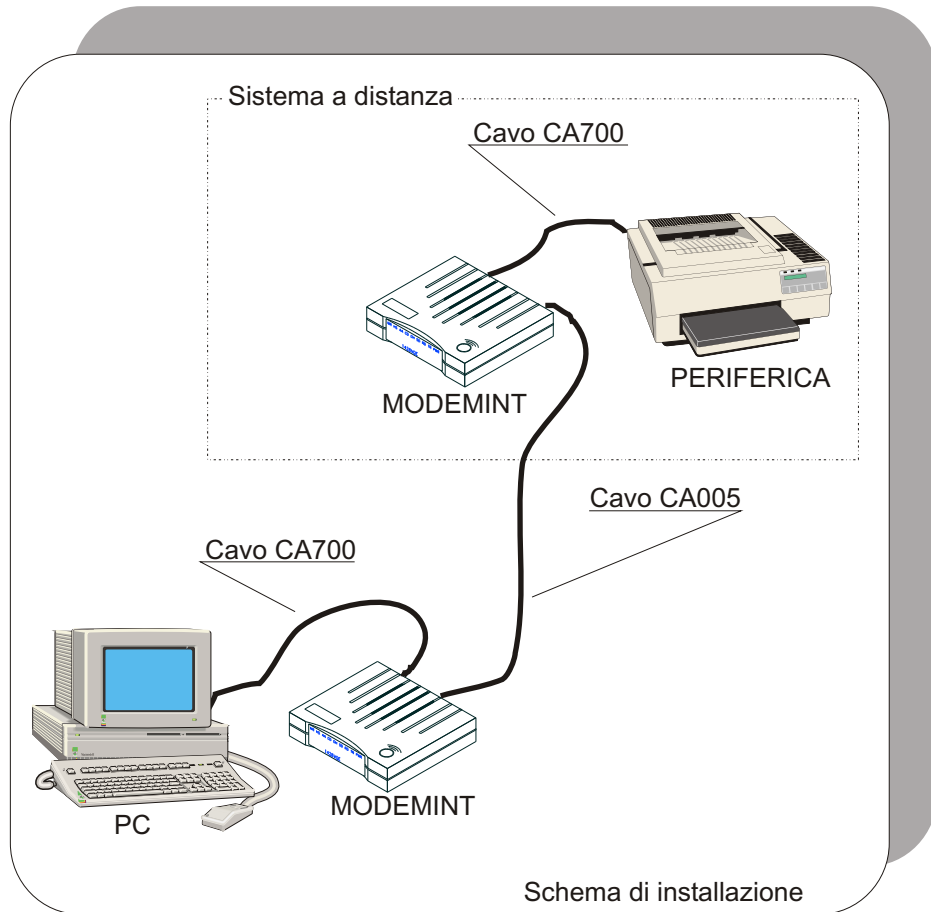 Sistema a distanza
Cavo CA700
PERIFERICA
MODEMINT
Cavo CA005
Cavo CA700
MODEMINT
PC
Schema di installazione